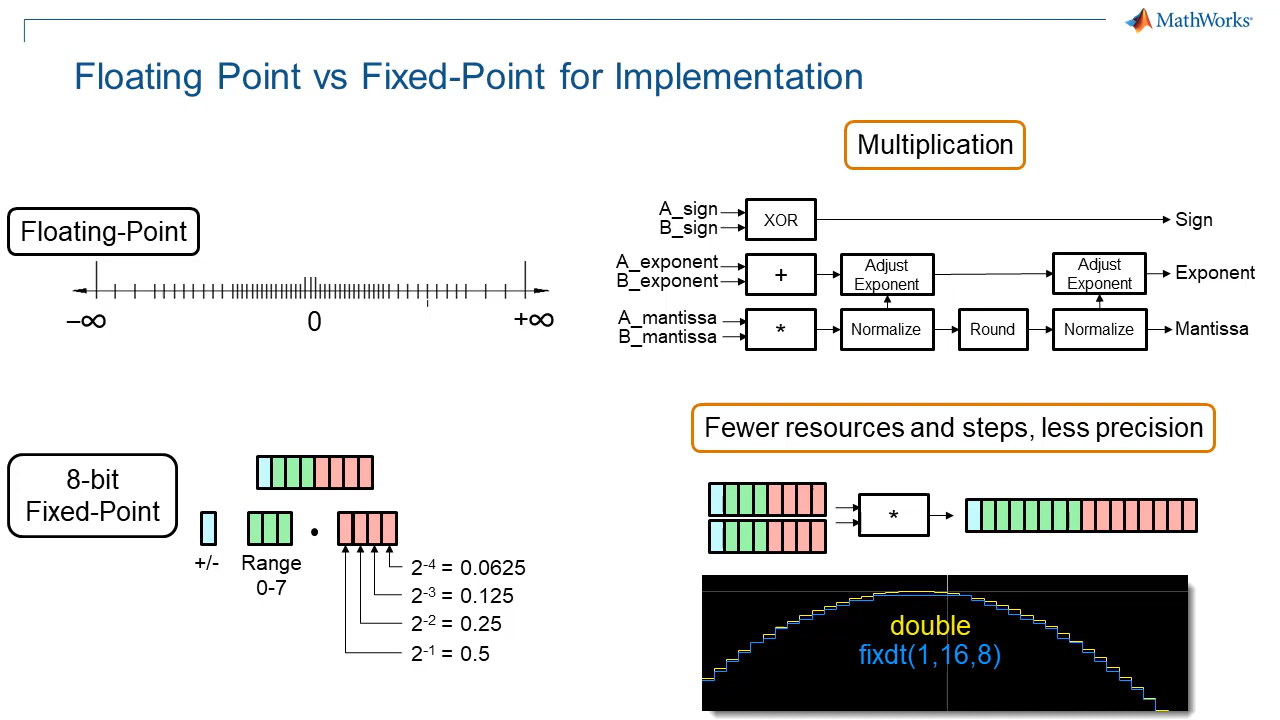 MathWorks®
Floating Point vs Fixed-Point for Implementation
Multiplication
Floating-Point
–∞
0
+∞
A_sign
B_sign
XOR
Sign
A_exponent
B_exponent
+
Adjust
Exponent
Adjust
Exponent
Exponent
A_mantissa
B_mantissa
*
Normalize
Round
Normalize
Mantissa
Fewer resources and steps, less precision
8-bit
Fixed-Point
+/-
Range
0-7
•
2⁻⁴ = 0.0625
2⁻³ = 0.125
2⁻² = 0.25
2⁻¹ = 0.5
*
double
fixdt(1,16,8)